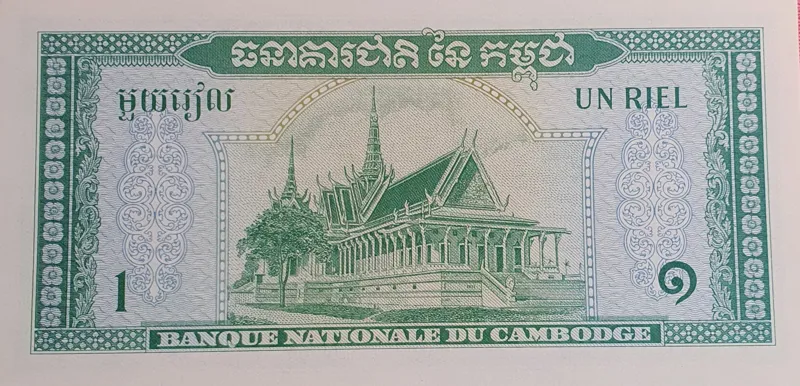 ធនាគារជាតិ នៃ កម្ពុជា
មួយរៀល
UN RIEL
1
១
BANQUE NATIONALE DU CAMBODGE